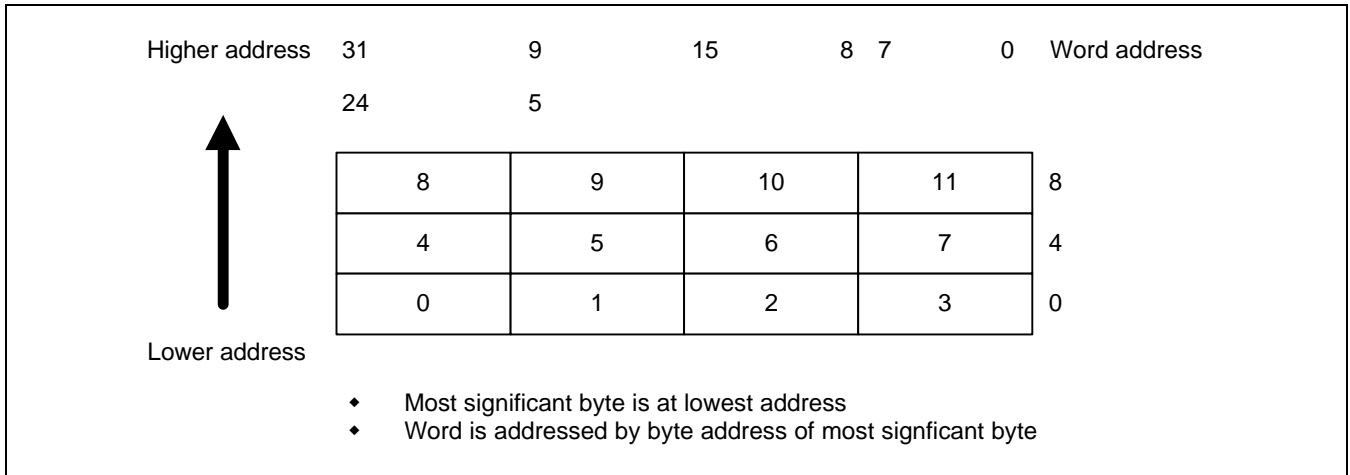 Higher address 31 9 15 8 7 0 Word address
24 5
8 9 10 11 8
4 5 6 7 4
0 1 2 3 0
Lower address
◆ Most significant byte is at lowest address
◆ Word is addressed by byte address of most signficant byte